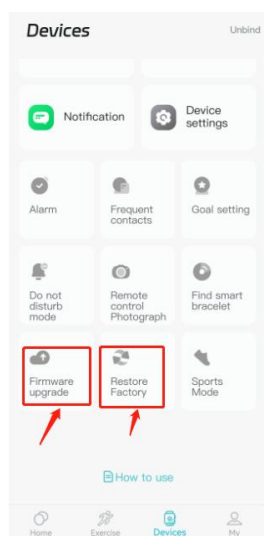 Devices Unbind
Notification
Device
settings
Alarm
Frequent
contacts
Goal setting
Do not
disturb
mode
Remote
control
Photograph
Find smart
bracelet
Firmware
upgrade
Restore
Factory
Sports
Mode
How to use
Home Exercise Devices My